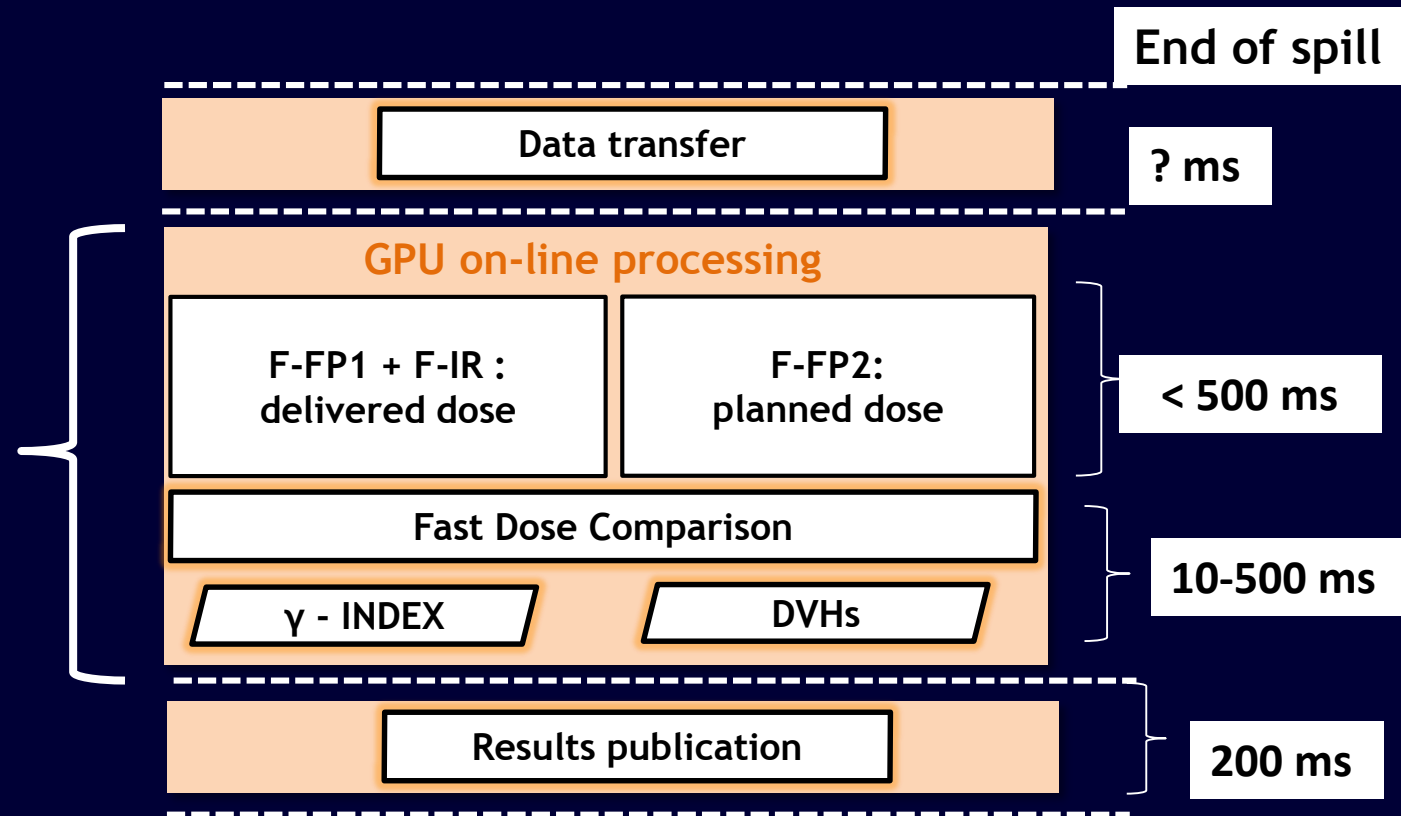 End of spill
Data transfer
? ms
GPU on-line processing
F-FP1 + F-IR :
delivered dose
F-FP2:
planned dose
< 500 ms
Fast Dose Comparison
10-500 ms
γ - INDEX
DVHs
Results publication
200 ms